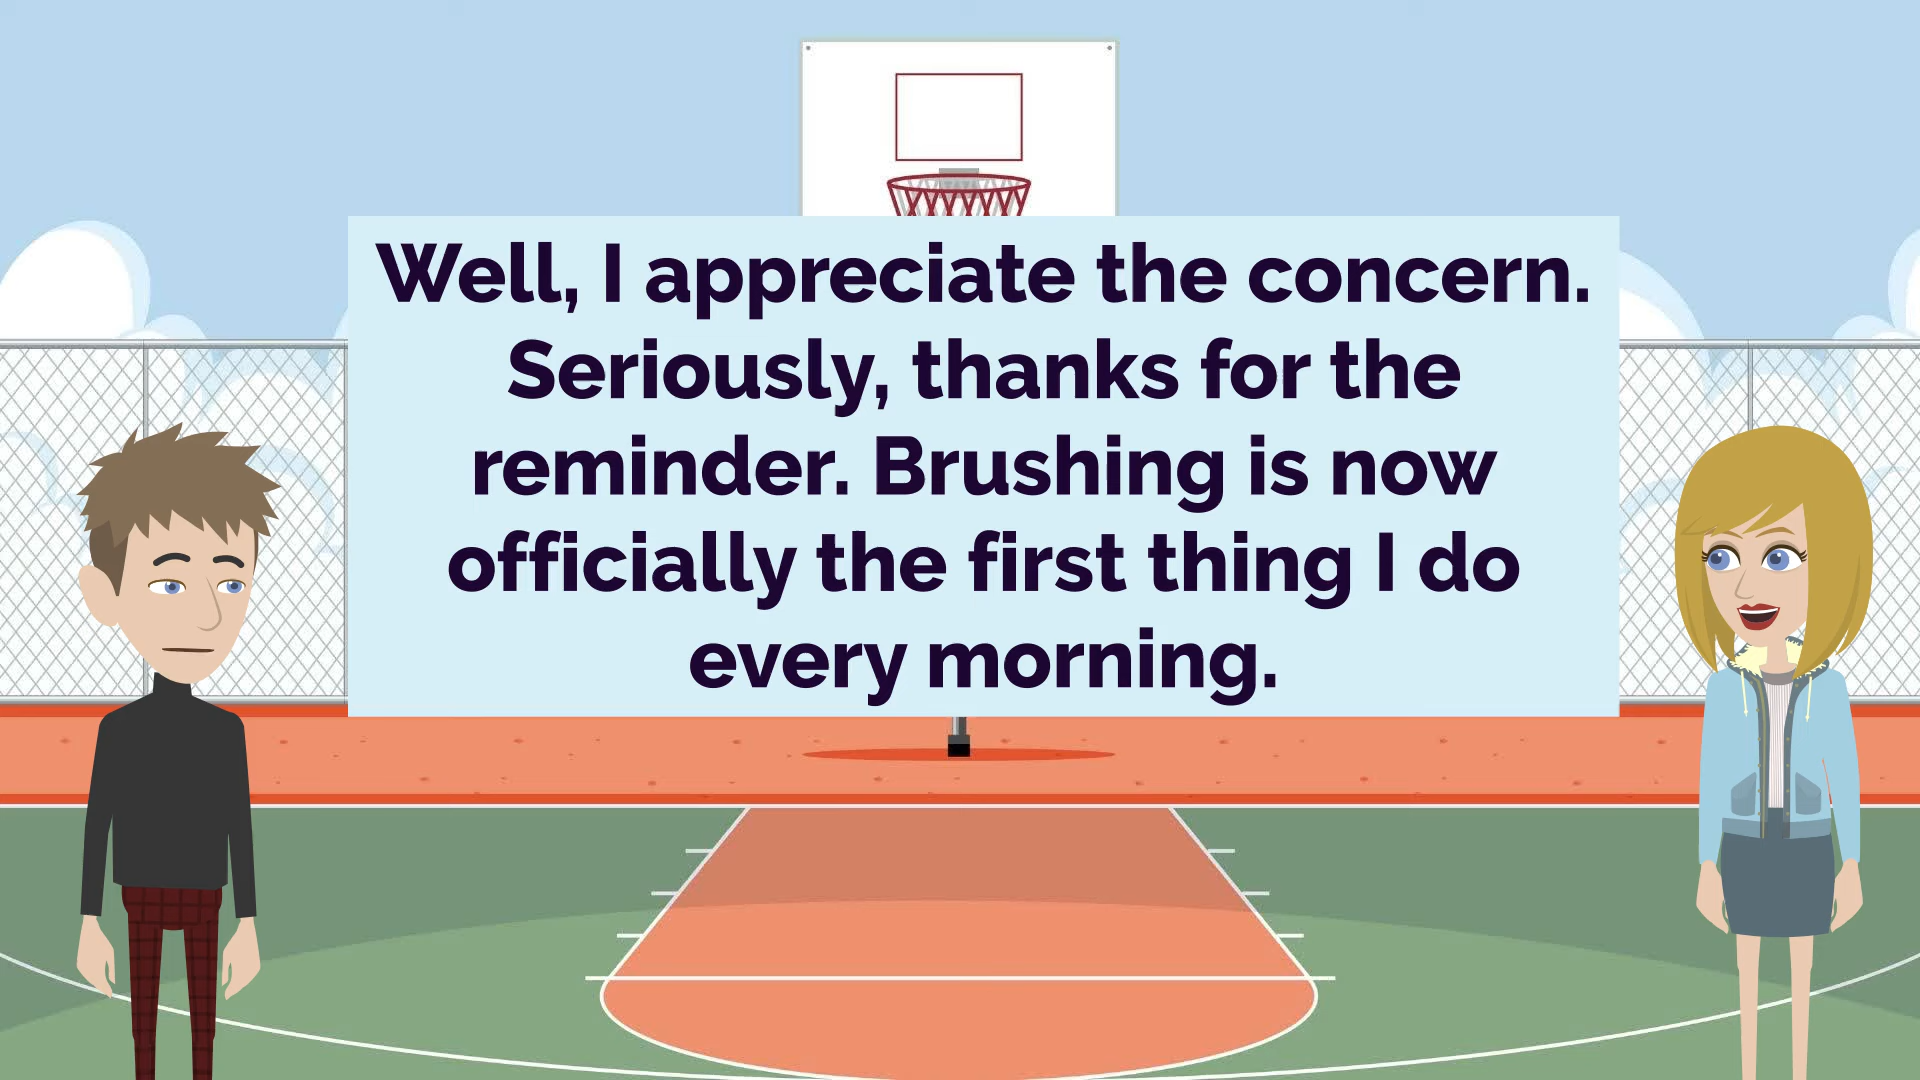 Well, I appreciate the concern.
Seriously, thanks for the
reminder. Brushing is now
officially the first thing I do
every morning.